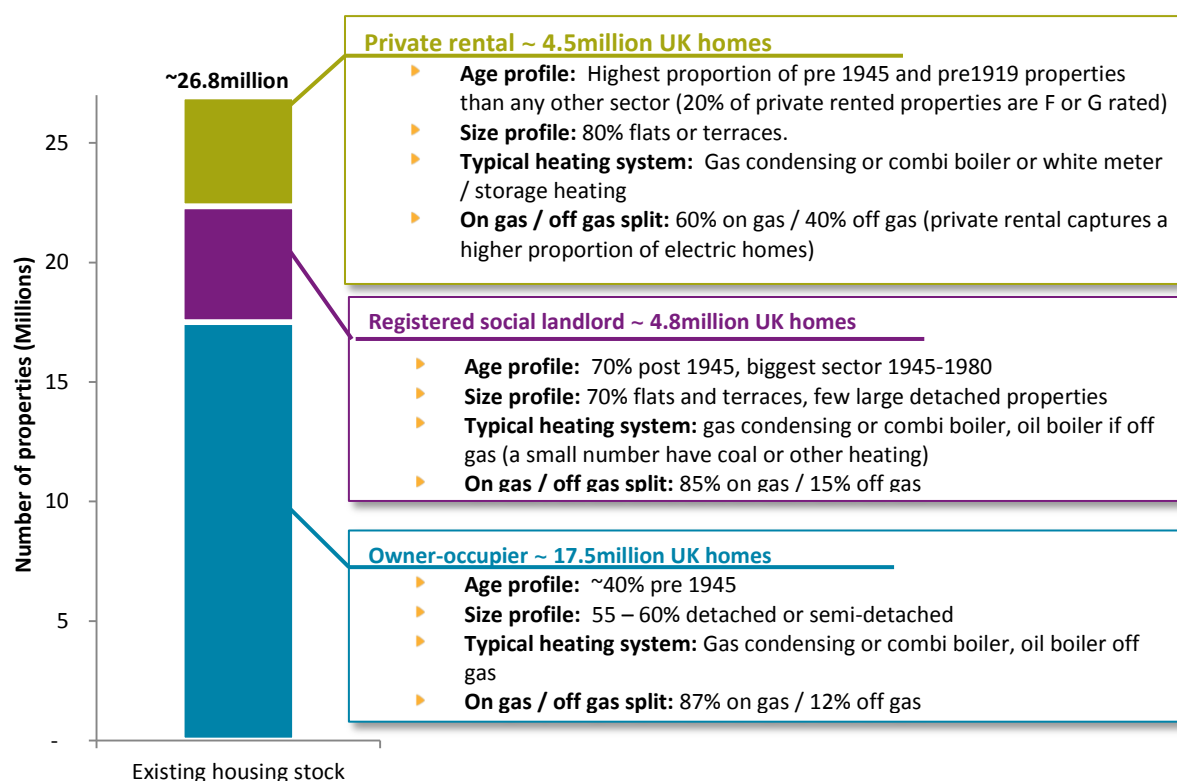 Private rental ~ 4.5million UK homes
~26.8million
Age profile: Highest proportion of pre 1945 and pre1919 properties
than any other sector (20% of private rented properties are F or G rated)
Size profile: 80% flats or terraces.
Typical heating system: Gas condensing or combi boiler or white meter
/ storage heating
On gas / off gas split: 60% on gas / 40% off gas (private rental captures a
higher proportion of electric homes)
Registered social landlord ~ 4.8million UK homes
Age profile: 70% post 1945, biggest sector 1945-1980
Size profile: 70% flats and terraces, few large detached properties
Typical heating system: gas condensing or combi boiler, oil boiler if off
gas (a small number have coal or other heating)
On gas / off gas split: 85% on gas / 15% off gas
Owner-occupier ~ 17.5million UK homes
Age profile: ~40% pre 1945
Size profile: 55 – 60% detached or semi-detached
Typical heating system: Gas condensing or combi boiler, oil boiler off
gas
On gas / off gas split: 87% on gas / 12% off gas
Number of properties (Millions)
25
20
15
10
5
-
Existing housing stock